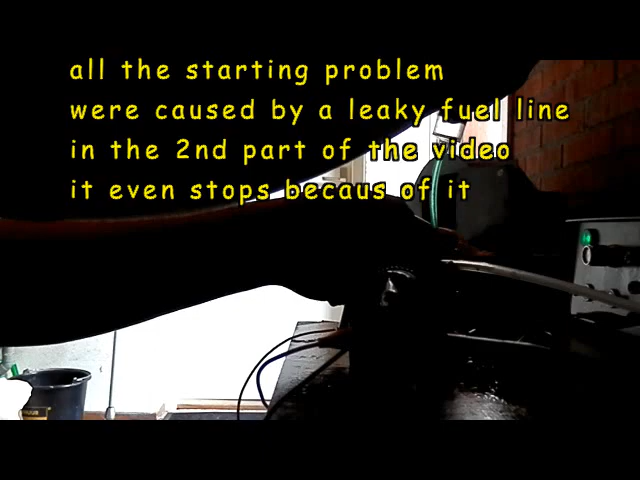 all the starting problem
were caused by a leaky fuel line
in the 2nd part of the video
it even stops becaus of it